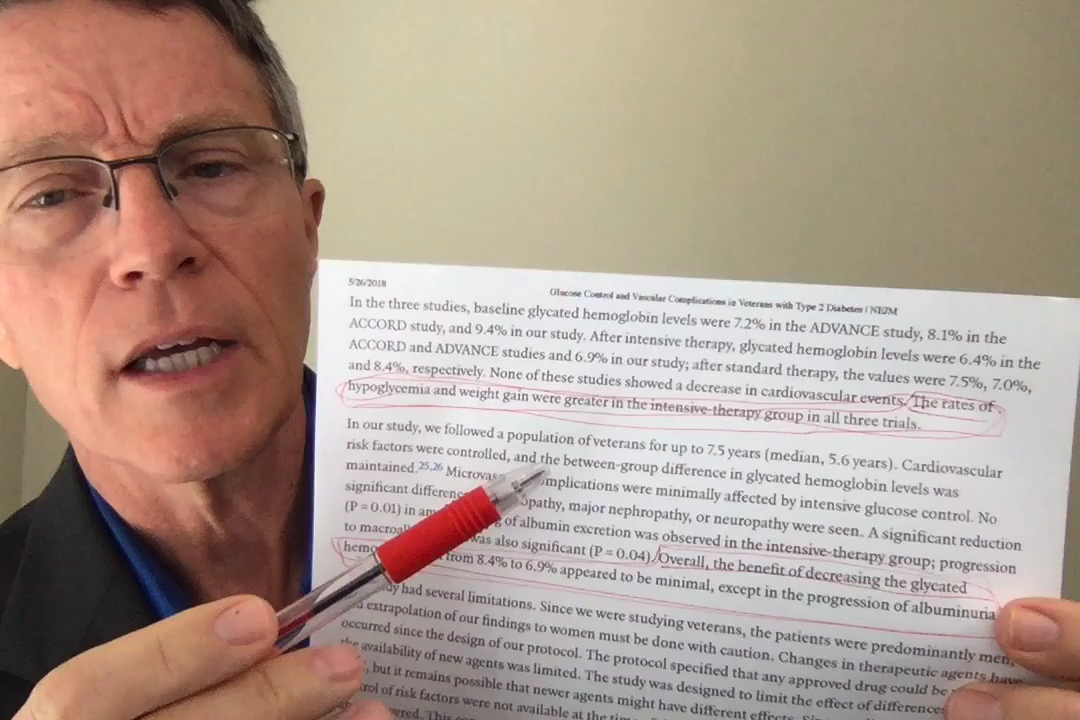 5/26/2018
Glucose Control and Vascular Complications in Veterans with Type 2 Diabetes | NEJM
In the three studies, baseline glycated hemoglobin levels were 7.2% in the ADVANCE study, 8.1% in the
ACCORD study, and 9.4% in our study. After intensive therapy, glycated hemoglobin levels were 6.4% in the
ACCORD and ADVANCE studies and 6.9% in our study; after standard therapy, the values were 7.5%, 7.0%,
and 8.4%, respectively. None of these studies showed a decrease in cardiovascular events. The rates of
hypoglycemia and weight gain were greater in the intensive-therapy group in all three trials.
In our study, we followed a population of veterans for up to 7.5 years (median, 5.6 years). Cardiovascular
risk factors were controlled, and the between-group difference in glycated hemoglobin levels was
maintained.25,26 mplications were minimally affected by intensive glucose control. No
significant opathy, major nephropathy, or neuropathy were seen. A significant reduction
(P = 0.01) in of albumin excretion was observed in the intensive-therapy group; progression
to was also significant (P = 0.04). Overall, the benefit of decreasing the glycated
hemo from 8.4% to 6.9% appeared to be minimal, except in the progression of albuminuria
dy had several limitations. Since we were studying veterans, the patients were predominantly men,
extrapolation of our findings to women must be done with caution. Changes in therapeutic agents have
occurred since the design of our protocol. The protocol specified that any approved drug could be
availability of new agents was limited. The study was designed to limit the effect of
, but it remains possible that newer agents might have different effects.
rol of risk factors were not available at the